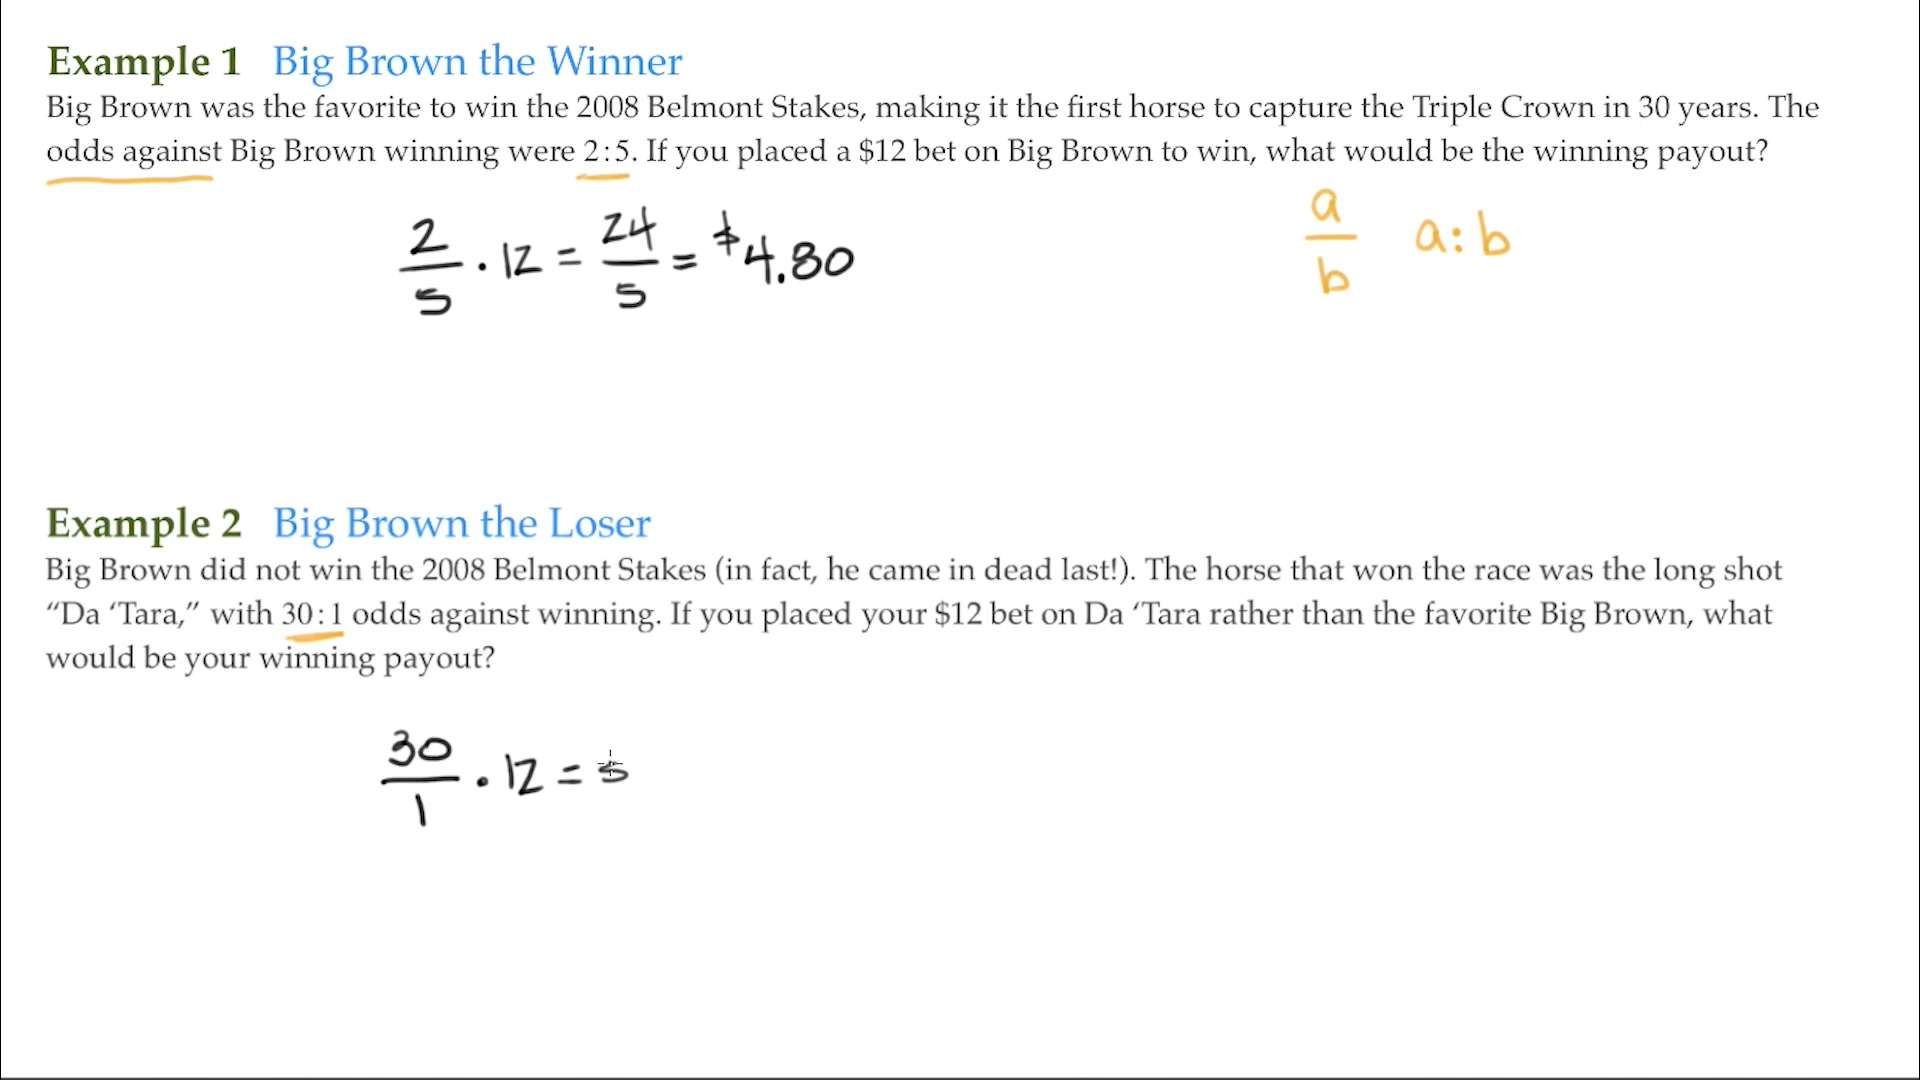 Example 1 Big Brown the Winner
Big Brown was the favorite to win the 2008 Belmont Stakes, making it the first horse to capture the Triple Crown in 30 years. The
odds against Big Brown winning were 2:5. If you placed a $12 bet on Big Brown to win, what would be the winning payout?
2/5 · 12 = 24/5 = $4.80
a/b a:b
Example 2 Big Brown the Loser
Big Brown did not win the 2008 Belmont Stakes (in fact, he came in dead last!). The horse that won the race was the long shot
“Da ‘Tara,” with 30:1 odds against winning. If you placed your $12 bet on Da ‘Tara rather than the favorite Big Brown, what
would be your winning payout?
30/1 · 12 =